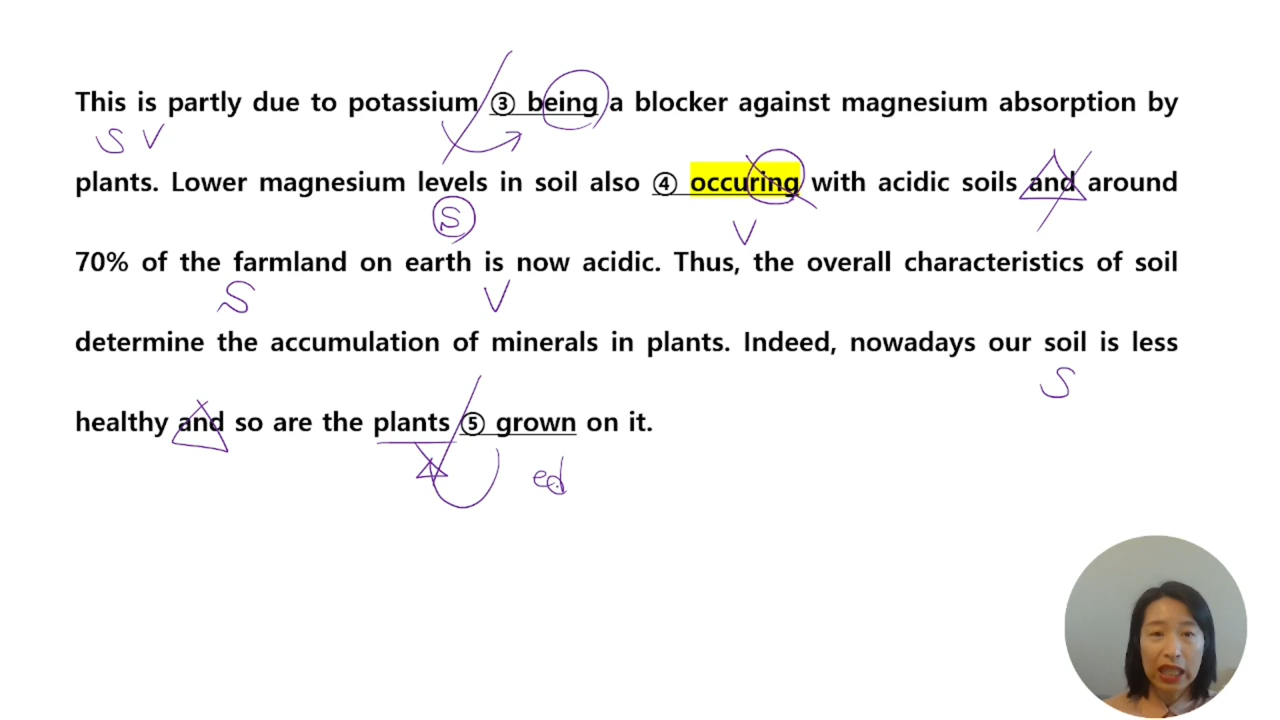 This is partly due to potassium ③ being a blocker against magnesium absorption by
S V
plants. Lower magnesium levels in soil also ④ occuring with acidic soils and around
S V
70% of the farmland on earth is now acidic. Thus, the overall characteristics of soil
S V
determine the accumulation of minerals in plants. Indeed, nowadays our soil is less
S
healthy and so are the plants ⑤ grown on it.
ed